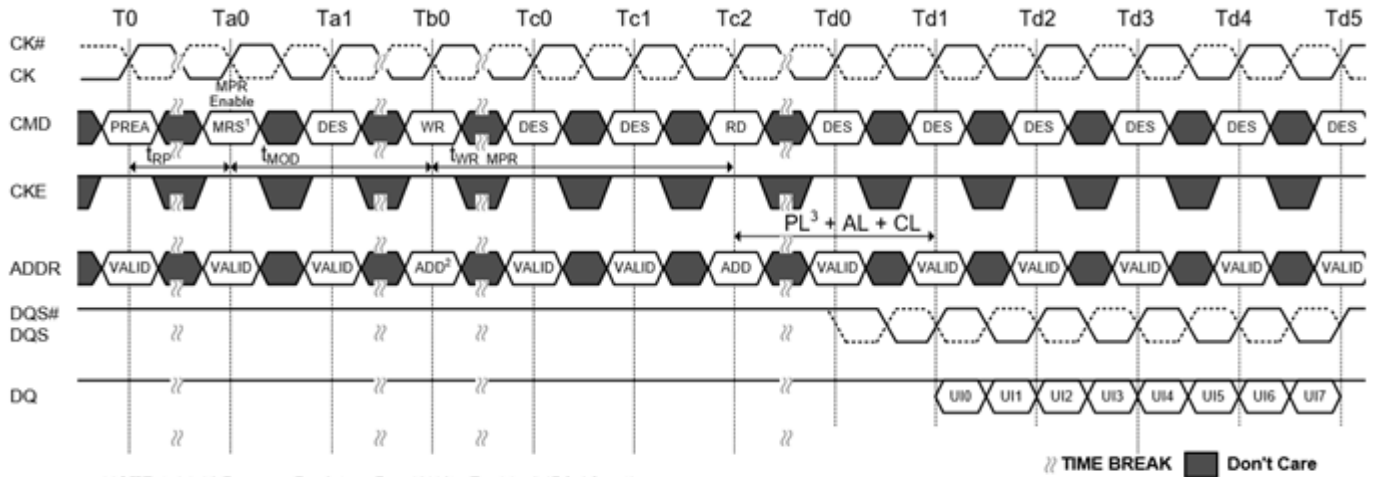 T0 Ta0 Ta1 Tb0 Tc0 Tc1 Tc2 Td0 Td1 Td2 Td3 Td4 Td5
CK#
CK
MPR
Enable
CMD PREA MRS¹ DES WR DES DES RD DES DES DES DES DES DES
tRP tMOD tWR_MPR
CKE
PL³ + AL + CL
ADDR VALID VALID VALID ADD² VALID VALID ADD VALID VALID VALID VALID VALID VALID
DQS#
DQS
DQ UI0 UI1 UI2 UI3 UI4 UI5 UI6 UI7
TIME BREAK Don't Care